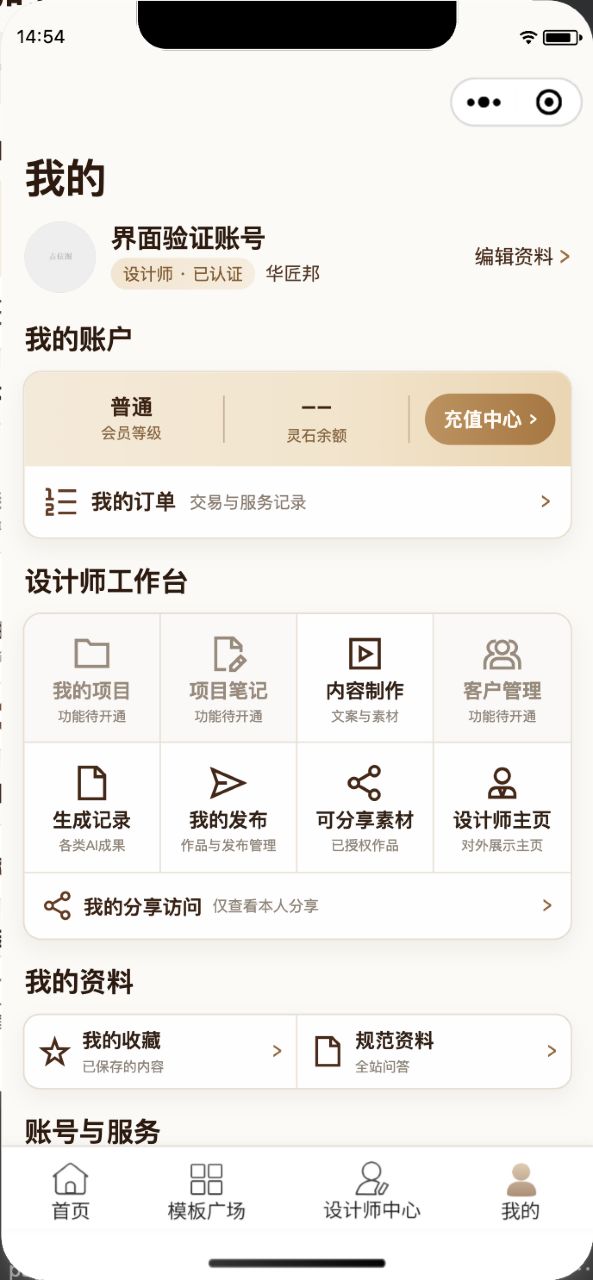 14:54
我的
界面验证账号
设计师 · 已认证 华匠邦
编辑资料 >
我的账户
普通
会员等级
——
灵石余额
充值中心 >
我的订单 交易与服务记录 >
设计师工作台
我的项目
功能待开通
项目笔记
功能待开通
内容制作
文案与素材
客户管理
功能待开通
生成记录
各类AI成果
我的发布
作品与发布管理
可分享素材
已授权作品
设计师主页
对外展示主页
我的分享访问 仅查看本人分享 >
我的资料
我的收藏
已保存的内容
>
规范资料
全站问答
>
账号与服务
首页
模板广场
设计师中心
我的